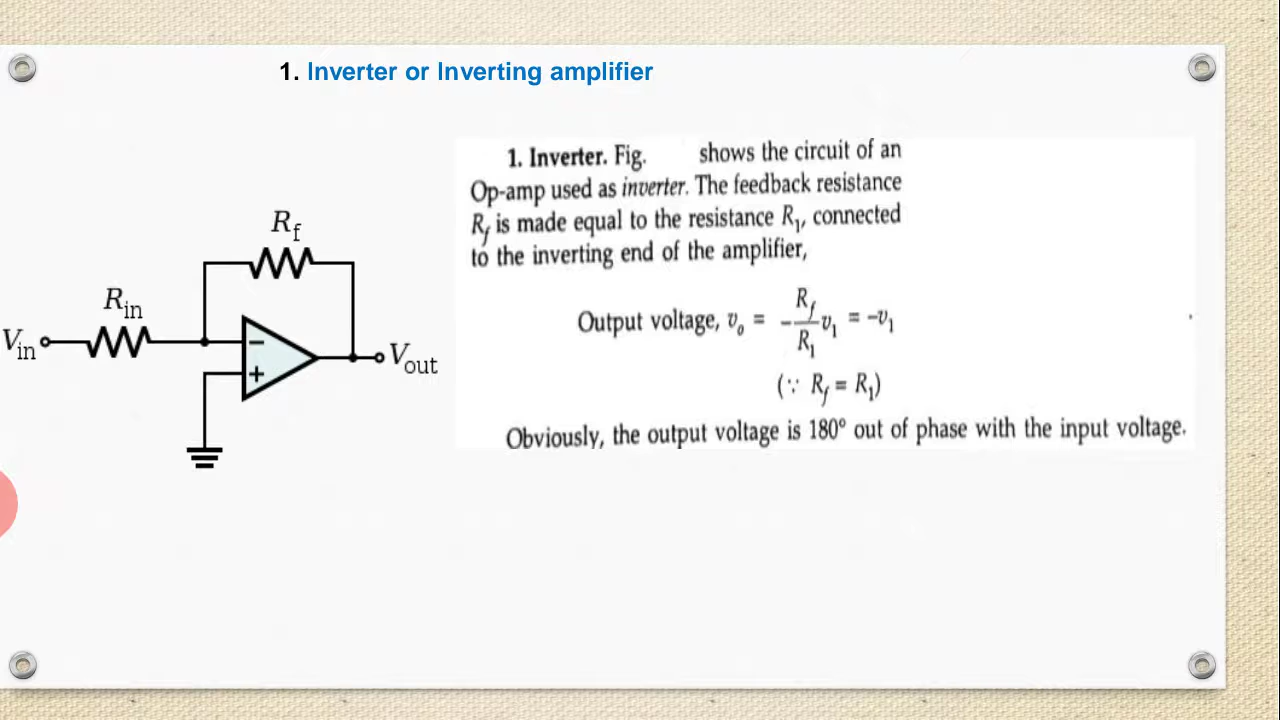 1. Inverter or Inverting amplifier
1. Inverter. Fig. shows the circuit of an
Op-amp used as inverter. The feedback resistance
R_f is made equal to the resistance R_1, connected
to the inverting end of the amplifier,
Output voltage, v_o = -R_f/R_1 v_1 = -v_1
(∵ R_f = R_1)
Obviously, the output voltage is 180° out of phase with the input voltage.
R_f
R_in
V_in
−
+
V_out